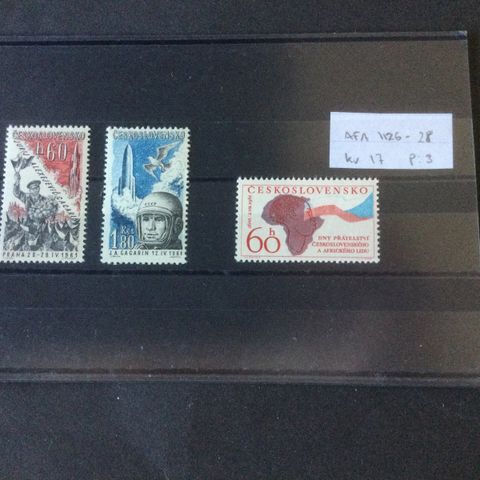 ČESKOSLOVENSKO
h60
PRAHA 28-29 IV 1961
ČESKOSLOVENSKO
1.80 Kčs
J.A.GAGARIN 12.IV.1961
AFA 1126-28
kv 17 p.3
ČESKOSLOVENSKO
60h
DNY PŘÁTELSTVÍ
ČESKOSLOVENSKÉHO
A AFRICKÉHO LIDU